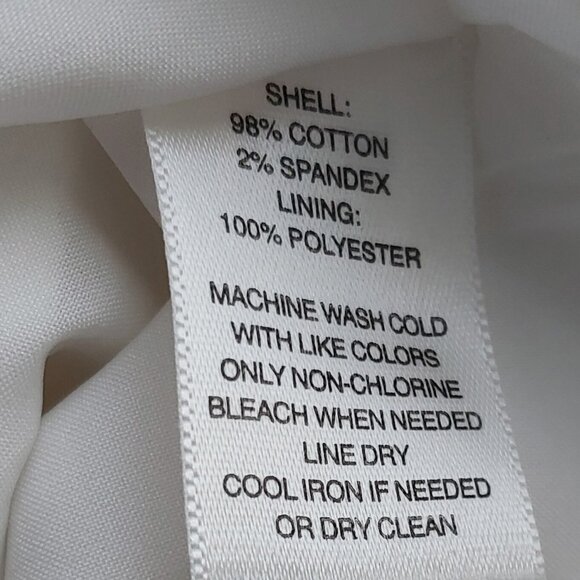 SHELL:
98% COTTON
2% SPANDEX
LINING:
100% POLYESTER
MACHINE WASH COLD
WITH LIKE COLORS
ONLY NON-CHLORINE
BLEACH WHEN NEEDED
LINE DRY
COOL IRON IF NEEDED
OR DRY CLEAN